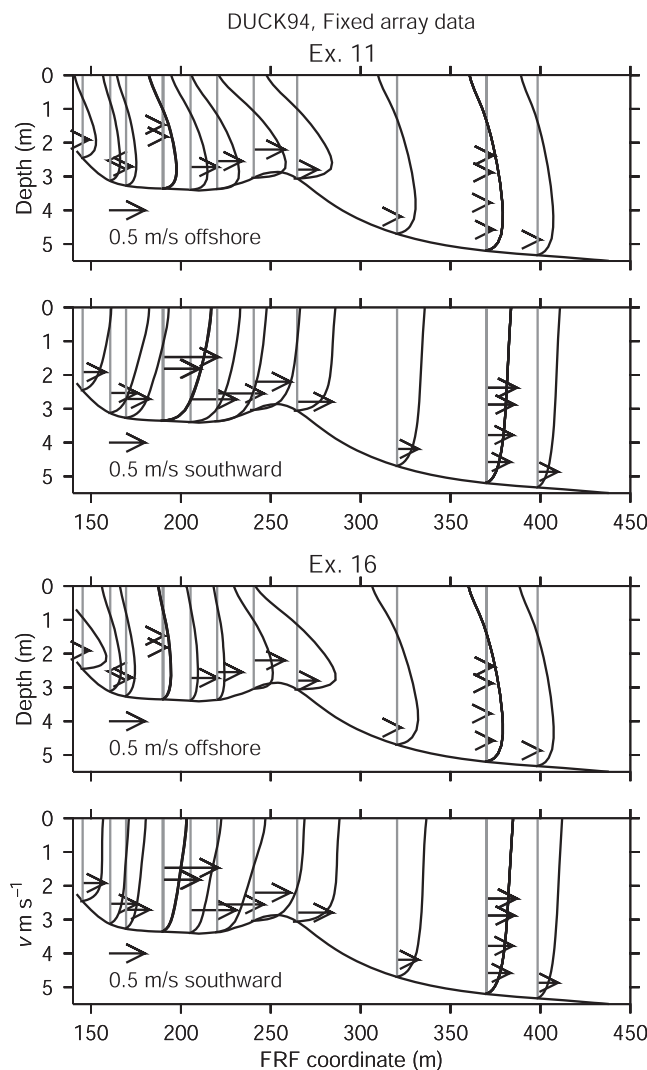 DUCK94, Fixed array data
Ex. 11
0
1
2
3
4
5
Depth (m)
0.5 m/s offshore
0
1
2
3
4
5
0.5 m/s southward
150 200 250 300 350 400 450
Ex. 16
0
1
2
3
4
5
Depth (m)
0.5 m/s offshore
0
1
2
3
4
5
v m s⁻¹
0.5 m/s southward
150 200 250 300 350 400 450
FRF coordinate (m)